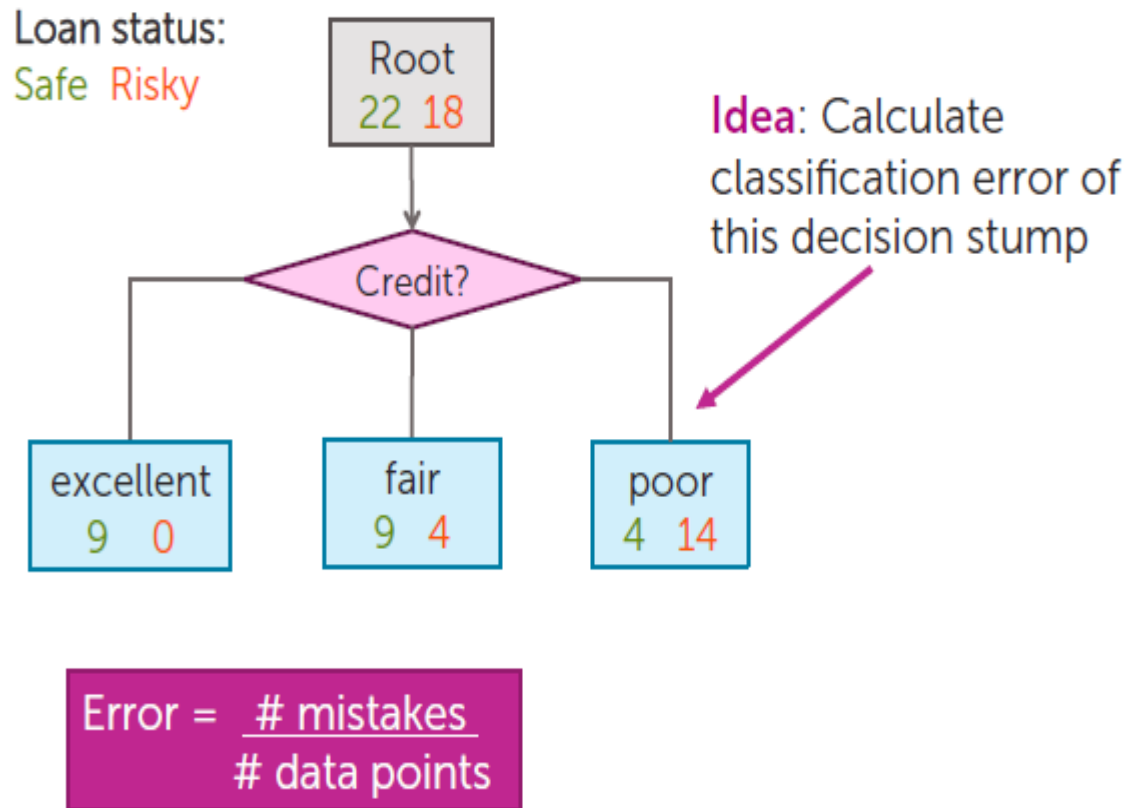 Loan status:
Safe Risky
Root
22 18
Idea: Calculate
classification error of
this decision stump
Credit?
excellent
9 0
fair
9 4
poor
4 14
Error = # mistakes
# data points